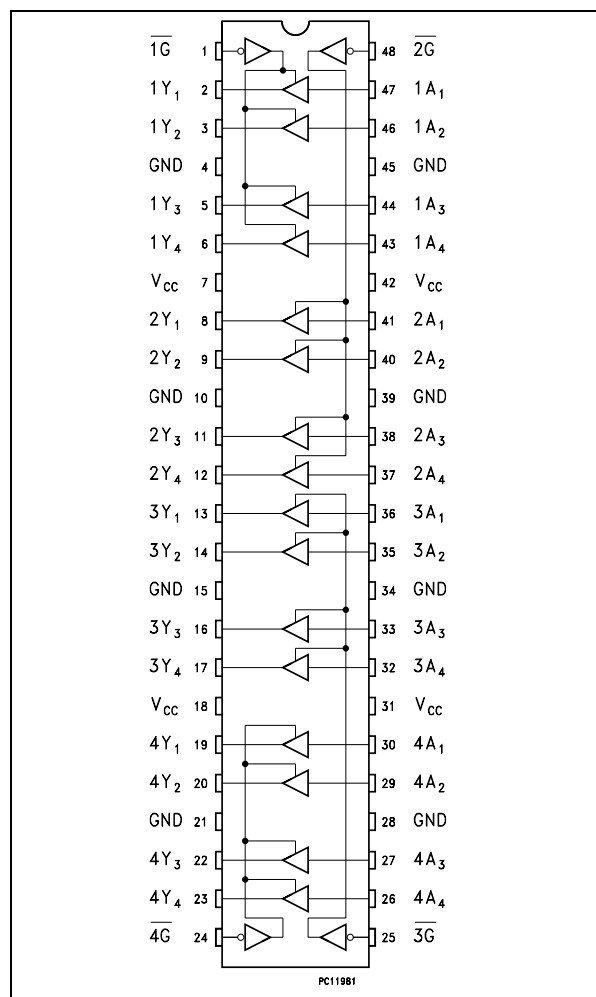 1G 1 48 2G
1Y₁ 2 47 1A₁
1Y₂ 3 46 1A₂
GND 4 45 GND
1Y₃ 5 44 1A₃
1Y₄ 6 43 1A₄
VCC 7 42 VCC
2Y₁ 8 41 2A₁
2Y₂ 9 40 2A₂
GND 10 39 GND
2Y₃ 11 38 2A₃
2Y₄ 12 37 2A₄
3Y₁ 13 36 3A₁
3Y₂ 14 35 3A₂
GND 15 34 GND
3Y₃ 16 33 3A₃
3Y₄ 17 32 3A₄
VCC 18 31 VCC
4Y₁ 19 30 4A₁
4Y₂ 20 29 4A₂
GND 21 28 GND
4Y₃ 22 27 4A₃
4Y₄ 23 26 4A₄
4G 24 25 3G
PC11981